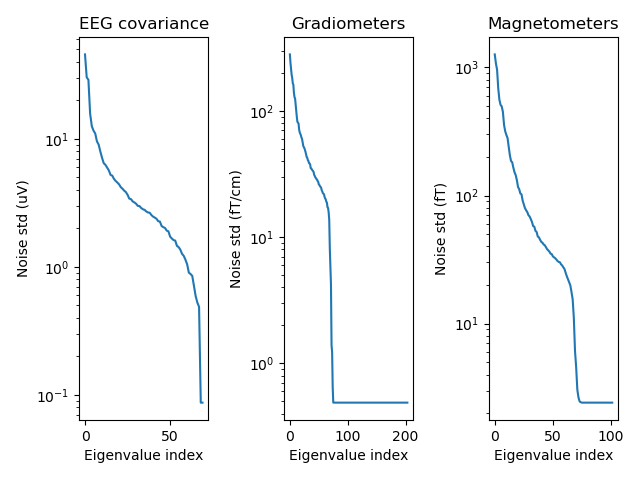 EEG covariance
Noise std (uV)
10¹
10⁰
10⁻¹
0
50
Eigenvalue index
Gradiometers
Noise std (fT/cm)
10²
10¹
10⁰
0
100
200
Eigenvalue index
Magnetometers
Noise std (fT)
10³
10²
10¹
0
50
100
Eigenvalue index